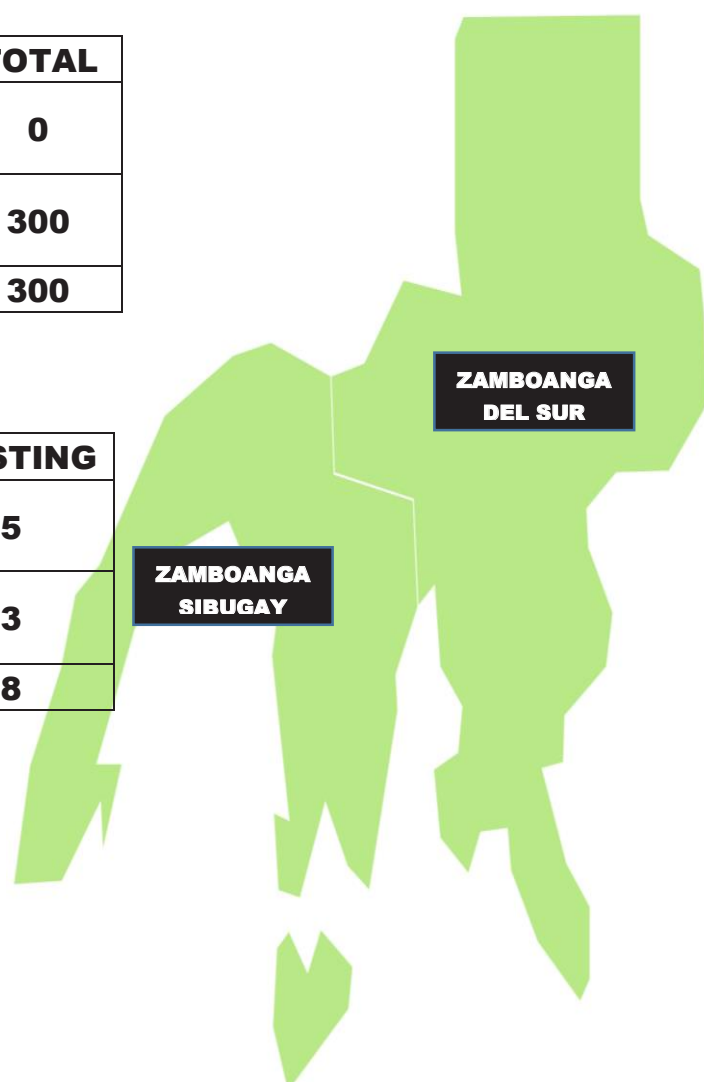 TOTAL
0
300
300
ZAMBOANGA
DEL SUR
STING
5
3
8
ZAMBOANGA
SIBUGAY